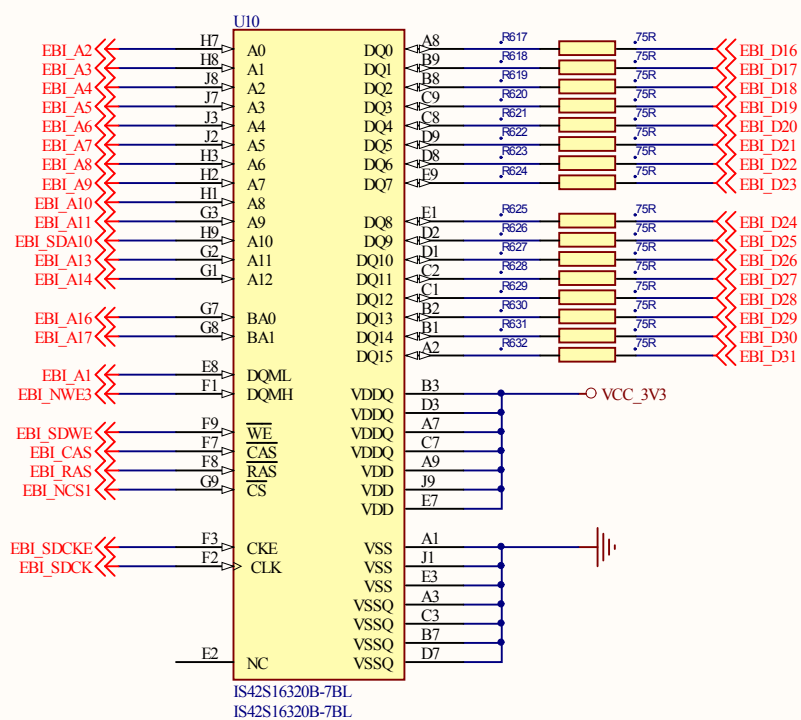 U10
EBI_A2 H7 A0 DQ0 A8 R617 75R EBI_D16
EBI_A3 H8 A1 DQ1 B9 R618 75R EBI_D17
EBI_A4 J8 A2 DQ2 B8 R619 75R EBI_D18
EBI_A5 J7 A3 DQ3 C9 R620 75R EBI_D19
EBI_A6 J3 A4 DQ4 C8 R621 75R EBI_D20
EBI_A7 J2 A5 DQ5 D9 R622 75R EBI_D21
EBI_A8 H3 A6 DQ6 D8 R623 75R EBI_D22
EBI_A9 H2 A7 DQ7 E9 R624 75R EBI_D23
EBI_A10 H1 A8
EBI_A11 G3 A9 DQ8 E1 R625 75R EBI_D24
EBI_SDA10 H9 A10 DQ9 D2 R626 75R EBI_D25
EBI_A13 G2 A11 DQ10 D1 R627 75R EBI_D26
EBI_A14 G1 A12 DQ11 C2 R628 75R EBI_D27
DQ12 C1 R629 75R EBI_D28
EBI_A16 G7 BA0 DQ13 B2 R630 75R EBI_D29
EBI_A17 G8 BA1 DQ14 B1 R631 75R EBI_D30
DQ15 A2 R632 75R EBI_D31
EBI_A1 E8 DQML
EBI_NWE3 F1 DQMH VDDQ B3 VCC_3V3
VDDQ D3
EBI_SDWE F9 WE VDDQ A7
EBI_CAS F7 CAS VDDQ C7
EBI_RAS F8 RAS VDD A9
EBI_NCS1 G9 CS VDD J9
VDD E7
EBI_SDCKE F3 CKE VSS A1
EBI_SDCK F2 CLK VSS J1
VSS E3
VSSQ A3
VSSQ C3
VSSQ B7
E2 NC VSSQ D7
IS42S16320B-7BL
IS42S16320B-7BL